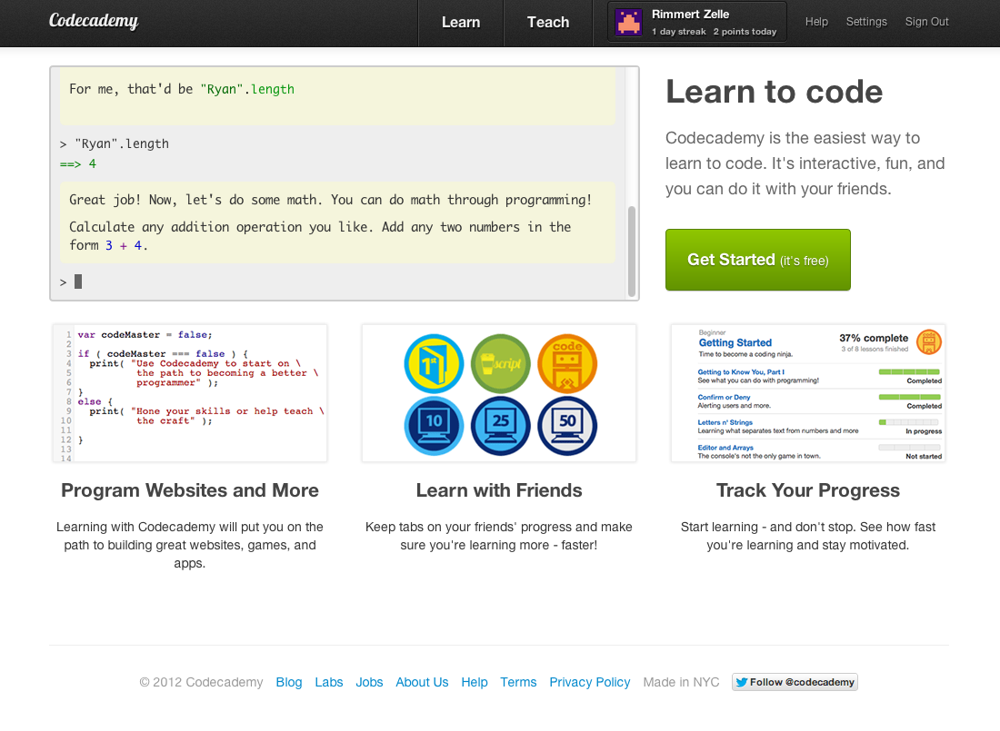 Codecademy
Learn
Teach
Rimmert Zelle
1 day streak 2 points today
Help
Settings
Sign Out
For me, that'd be "Ryan".length
> "Ryan".length
==> 4
Great job! Now, let's do some math. You can do math through programming!
Calculate any addition operation you like. Add any two numbers in the
form 3 + 4.
>
Learn to code
Codecademy is the easiest way to
learn to code. It's interactive, fun, and
you can do it with your friends.
Get Started (it's free)
1 var codeMaster = false;
2
3 if ( codeMaster === false ) {
4 print( "Use Codecademy to start on \
5 the path to becoming a better \
6 programmer" );
7 }
8 else {
9 print( "Hone your skills or help teach \
10 the craft" );
11
12 }
13
14
1st
script
code
10
25
50
Beginner
Getting Started
Time to become a coding ninja.
37% complete
3 of 8 lessons finished
Getting to Know You, Part I
See what you can do with programming!
Completed
Confirm or Deny
Alerting users and more.
Completed
Letters n' Strings
Learning what separates text from numbers and more
In progress
Editor and Arrays
The console's not the only game in town.
Not started
Program Websites and More
Learning with Codecademy will put you on the
path to building great websites, games, and
apps.
Learn with Friends
Keep tabs on your friends' progress and make
sure you're learning more - faster!
Track Your Progress
Start learning - and don't stop. See how fast
you're learning and stay motivated.
© 2012 Codecademy Blog Labs Jobs About Us Help Terms Privacy Policy Made in NYC Follow @codecademy